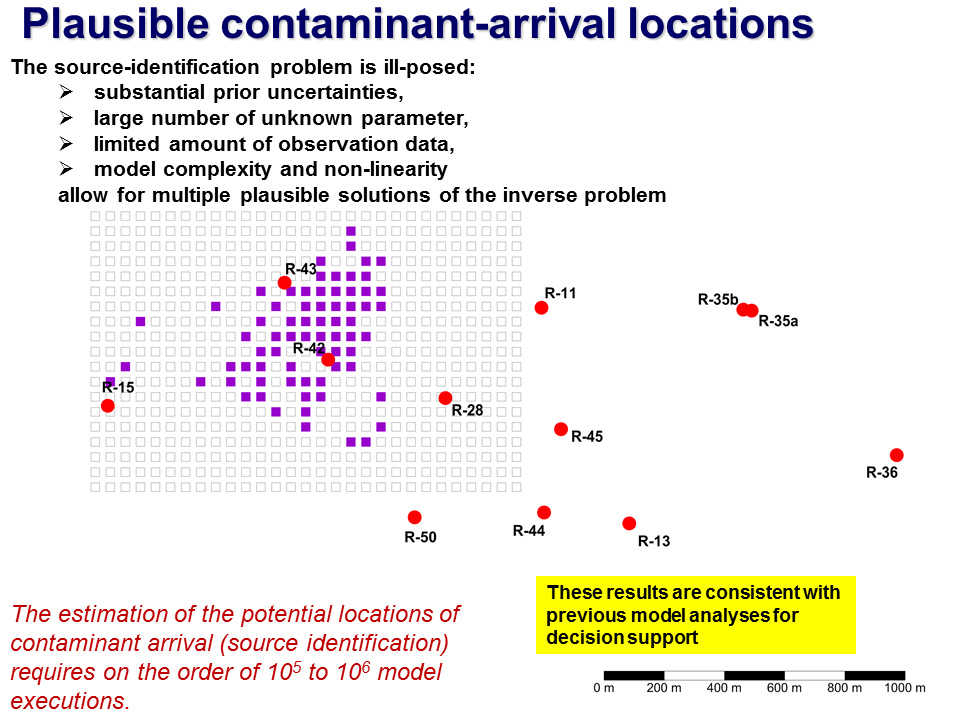 Plausible contaminant-arrival locations
The source-identification problem is ill-posed:
➢ substantial prior uncertainties,
➢ large number of unknown parameter,
➢ limited amount of observation data,
➢ model complexity and non-linearity
allow for multiple plausible solutions of the inverse problem
R-43
R-11
R-35b
R-35a
R-42
R-15
R-28
R-45
R-36
R-50
R-44
R-13
The estimation of the potential locations of
contaminant arrival (source identification)
requires on the order of 10⁵ to 10⁶ model
executions.
These results are consistent with
previous model analyses for
decision support
0 m 200 m 400 m 600 m 800 m 1000 m